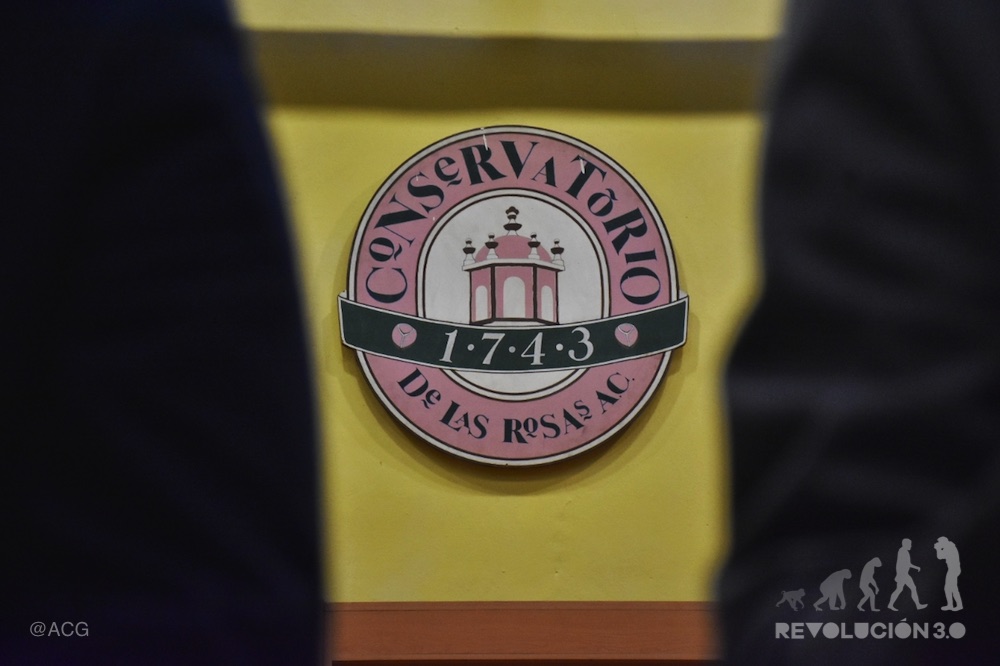 CONSeRVATORIO
1·7·4·3
De LAS ROSAS A.C.
@ACG
REVOLUCIÓN 3.0